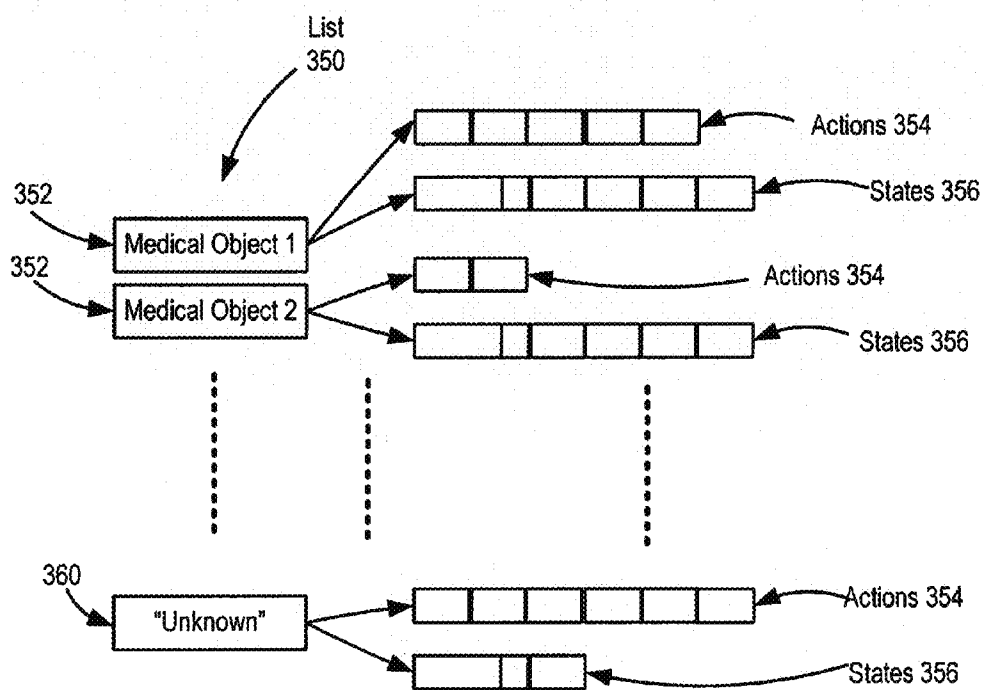 List
350
Actions 354
352
States 356
Medical Object 1
352
Actions 354
Medical Object 2
States 356
360
Actions 354
"Unknown"
States 356